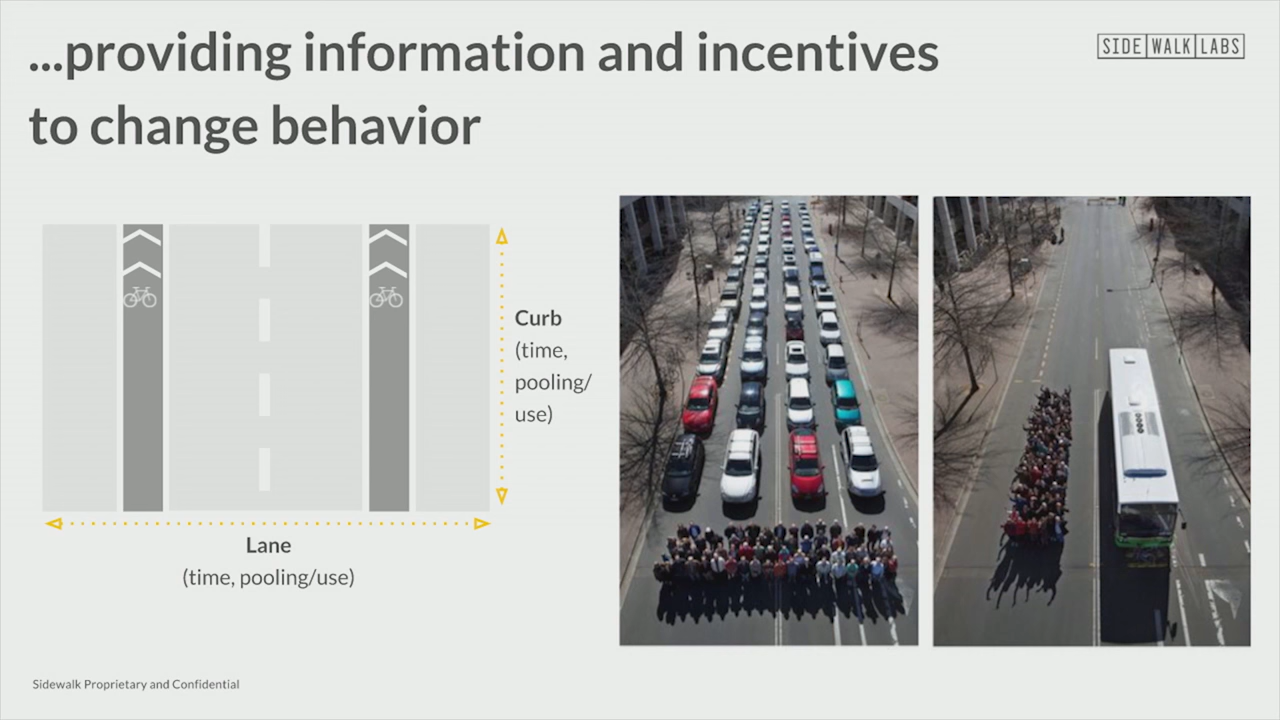 ...providing information and incentives
to change behavior
SIDE WALK LABS
Curb
(time,
pooling/
use)
Lane
(time, pooling/use)
Sidewalk Proprietary and Confidential